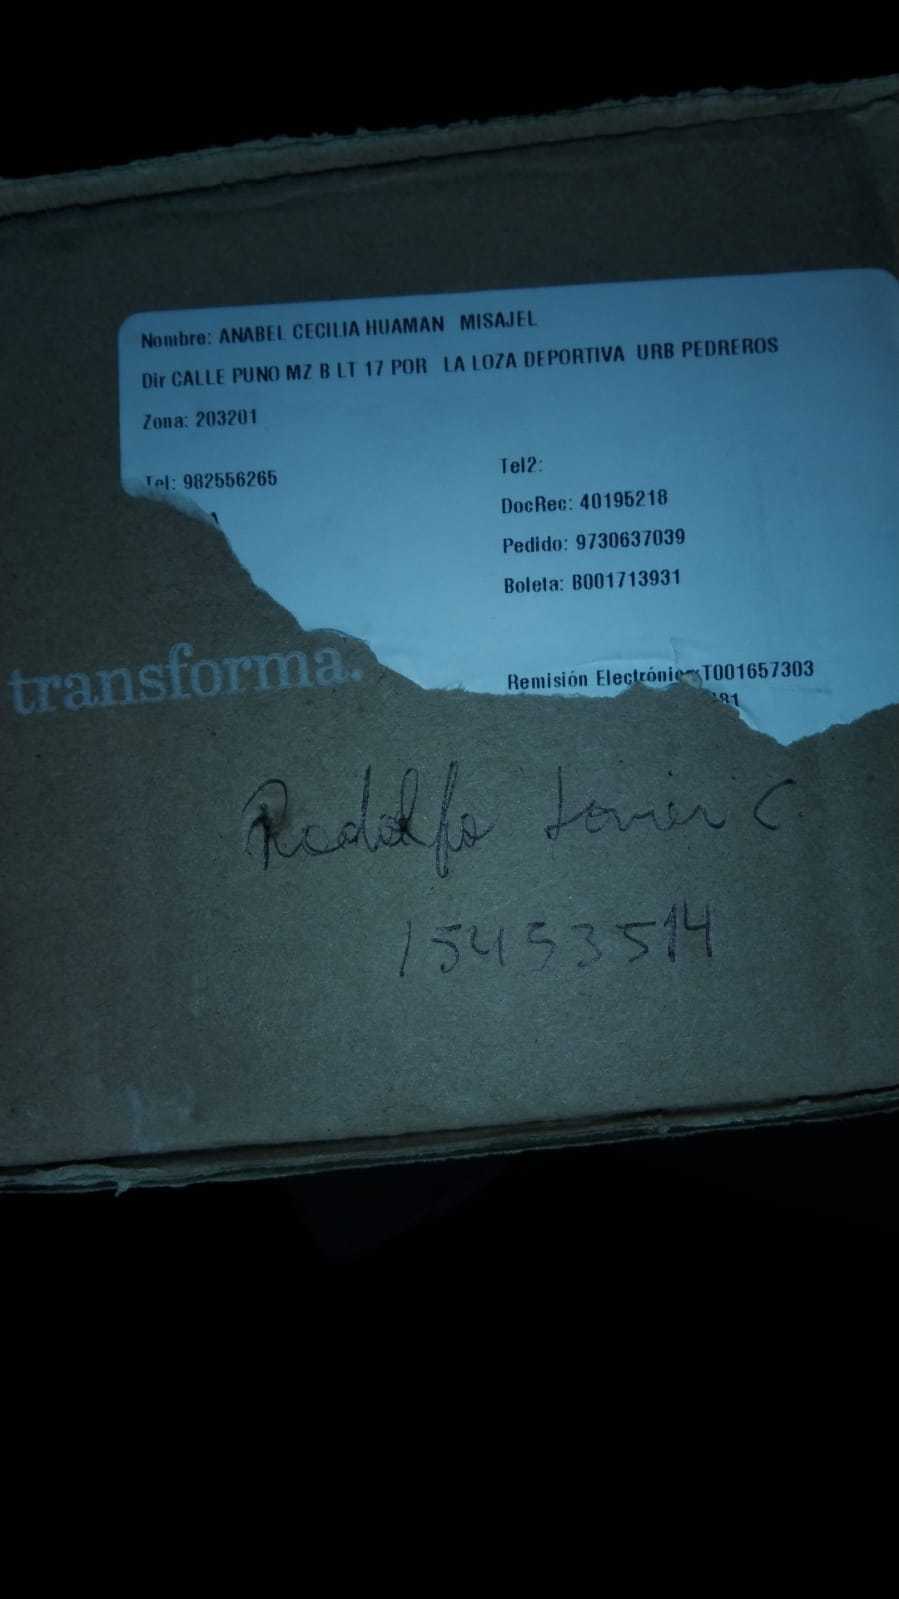 Nombre: ANABEL CECILIA HUAMAN MISAJEL
Dir CALLE PUNO MZ B LT 17 POR LA LOZA DEPORTIVA URB PEDREROS
Zona: 203201
Tel: 982556265
Tel2:
DocRec: 40195218
Pedido: 9730637039
Boleta: B001713931
transforma.
Remisión Electrónica T001657303
Rodolfo Javier C.
15453514